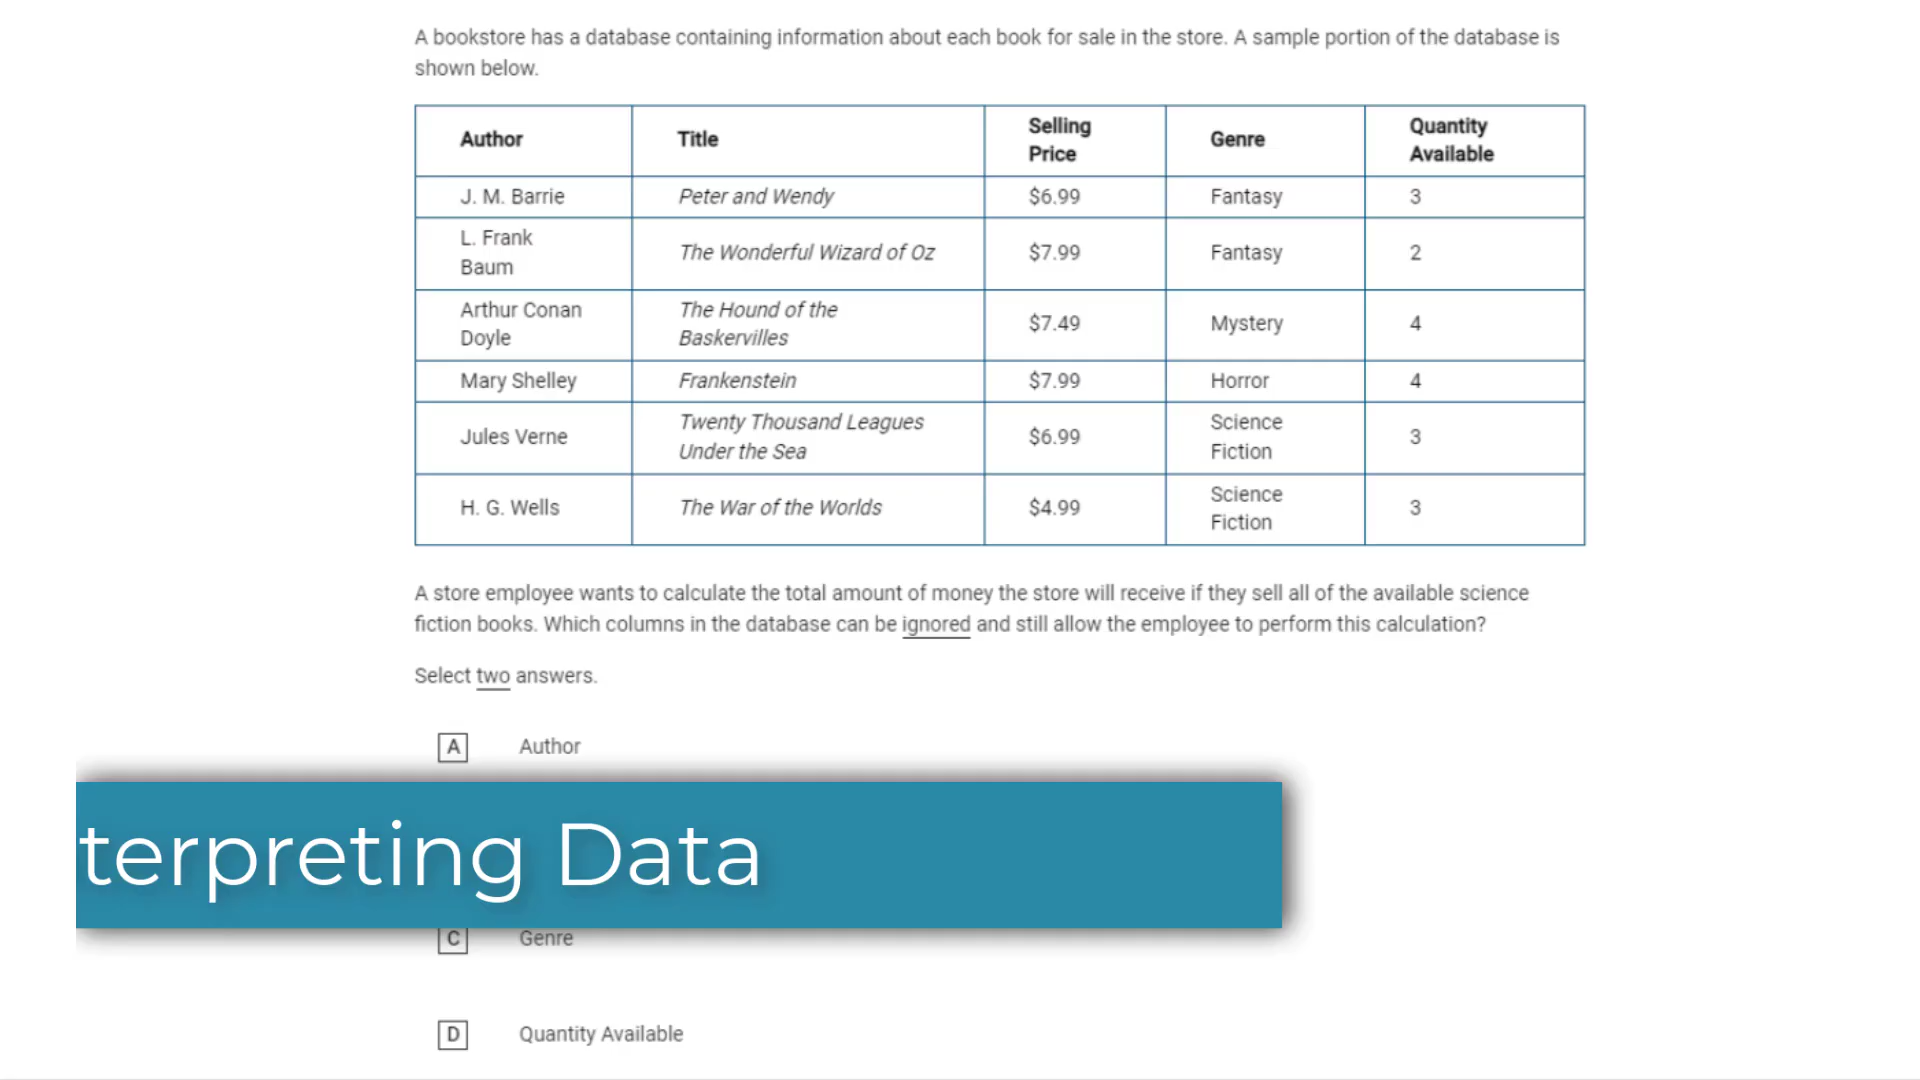 A bookstore has a database containing information about each book for sale in the store. A sample portion of the database is
shown below.
Author Title Selling Price Genre Quantity Available
J. M. Barrie Peter and Wendy $6.99 Fantasy 3
L. Frank Baum The Wonderful Wizard of Oz $7.99 Fantasy 2
Arthur Conan Doyle The Hound of the Baskervilles $7.49 Mystery 4
Mary Shelley Frankenstein $7.99 Horror 4
Jules Verne Twenty Thousand Leagues Under the Sea $6.99 Science Fiction 3
H. G. Wells The War of the Worlds $4.99 Science Fiction 3
A store employee wants to calculate the total amount of money the store will receive if they sell all of the available science
fiction books. Which columns in the database can be ignored and still allow the employee to perform this calculation?
Select two answers.
A Author
terpreting Data
C Genre
D Quantity Available